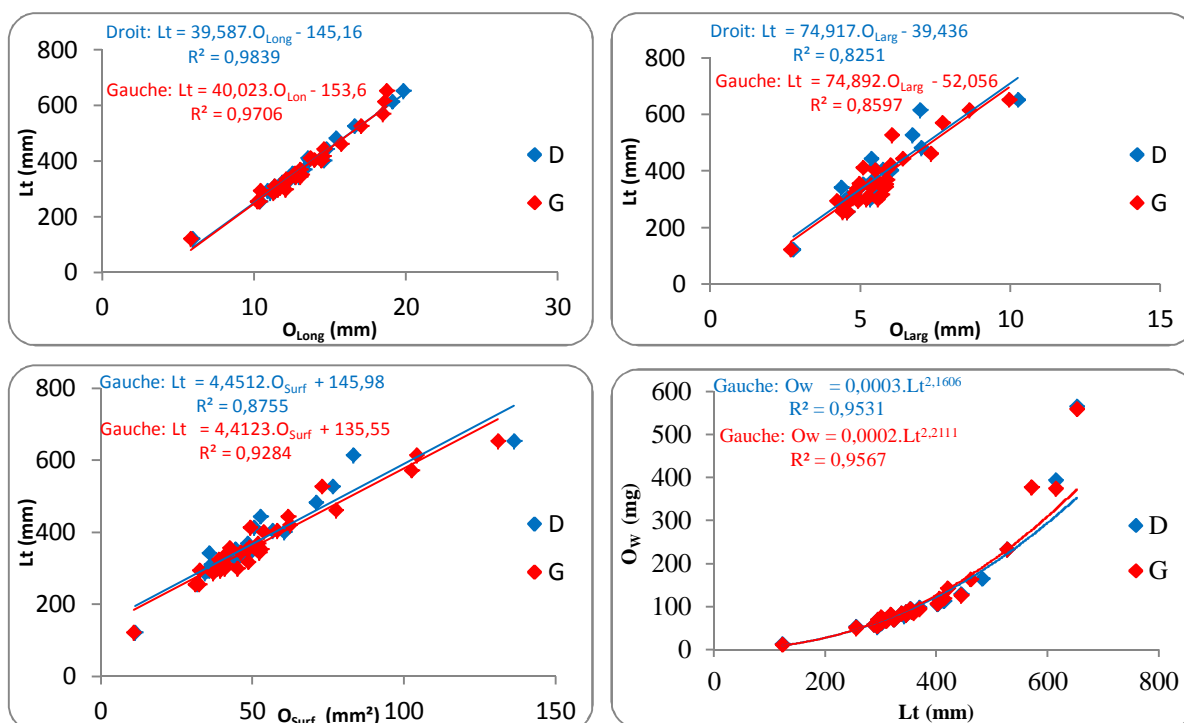 Droit: Lt = 39,587.OLong - 145,16
R² = 0,9839
Gauche: Lt = 40,023.OLon - 153,6
R² = 0,9706
Lt (mm)
800
600
400
200
0
0 10 20 30
OLong (mm)
D
G
Droit: Lt = 74,917.OLarg - 39,436
R² = 0,8251
Gauche: Lt = 74,892.OLarg - 52,056
R² = 0,8597
Lt (mm)
800
600
400
200
0
0 5 10 15
OLarg (mm)
D
G
Gauche: Lt = 4,4512.OSurf + 145,98
R² = 0,8755
Gauche: Lt = 4,4123.OSurf + 135,55
R² = 0,9284
Lt (mm)
800
600
400
200
0
0 50 100 150
OSurf (mm²)
D
G
Gauche: Ow = 0,0003.Lt2,1606
R² = 0,9531
Gauche: Ow = 0,0002.Lt2,2111
R² = 0,9567
OW (mg)
600
500
400
300
200
100
0
0 200 400 600 800
Lt (mm)
D
G